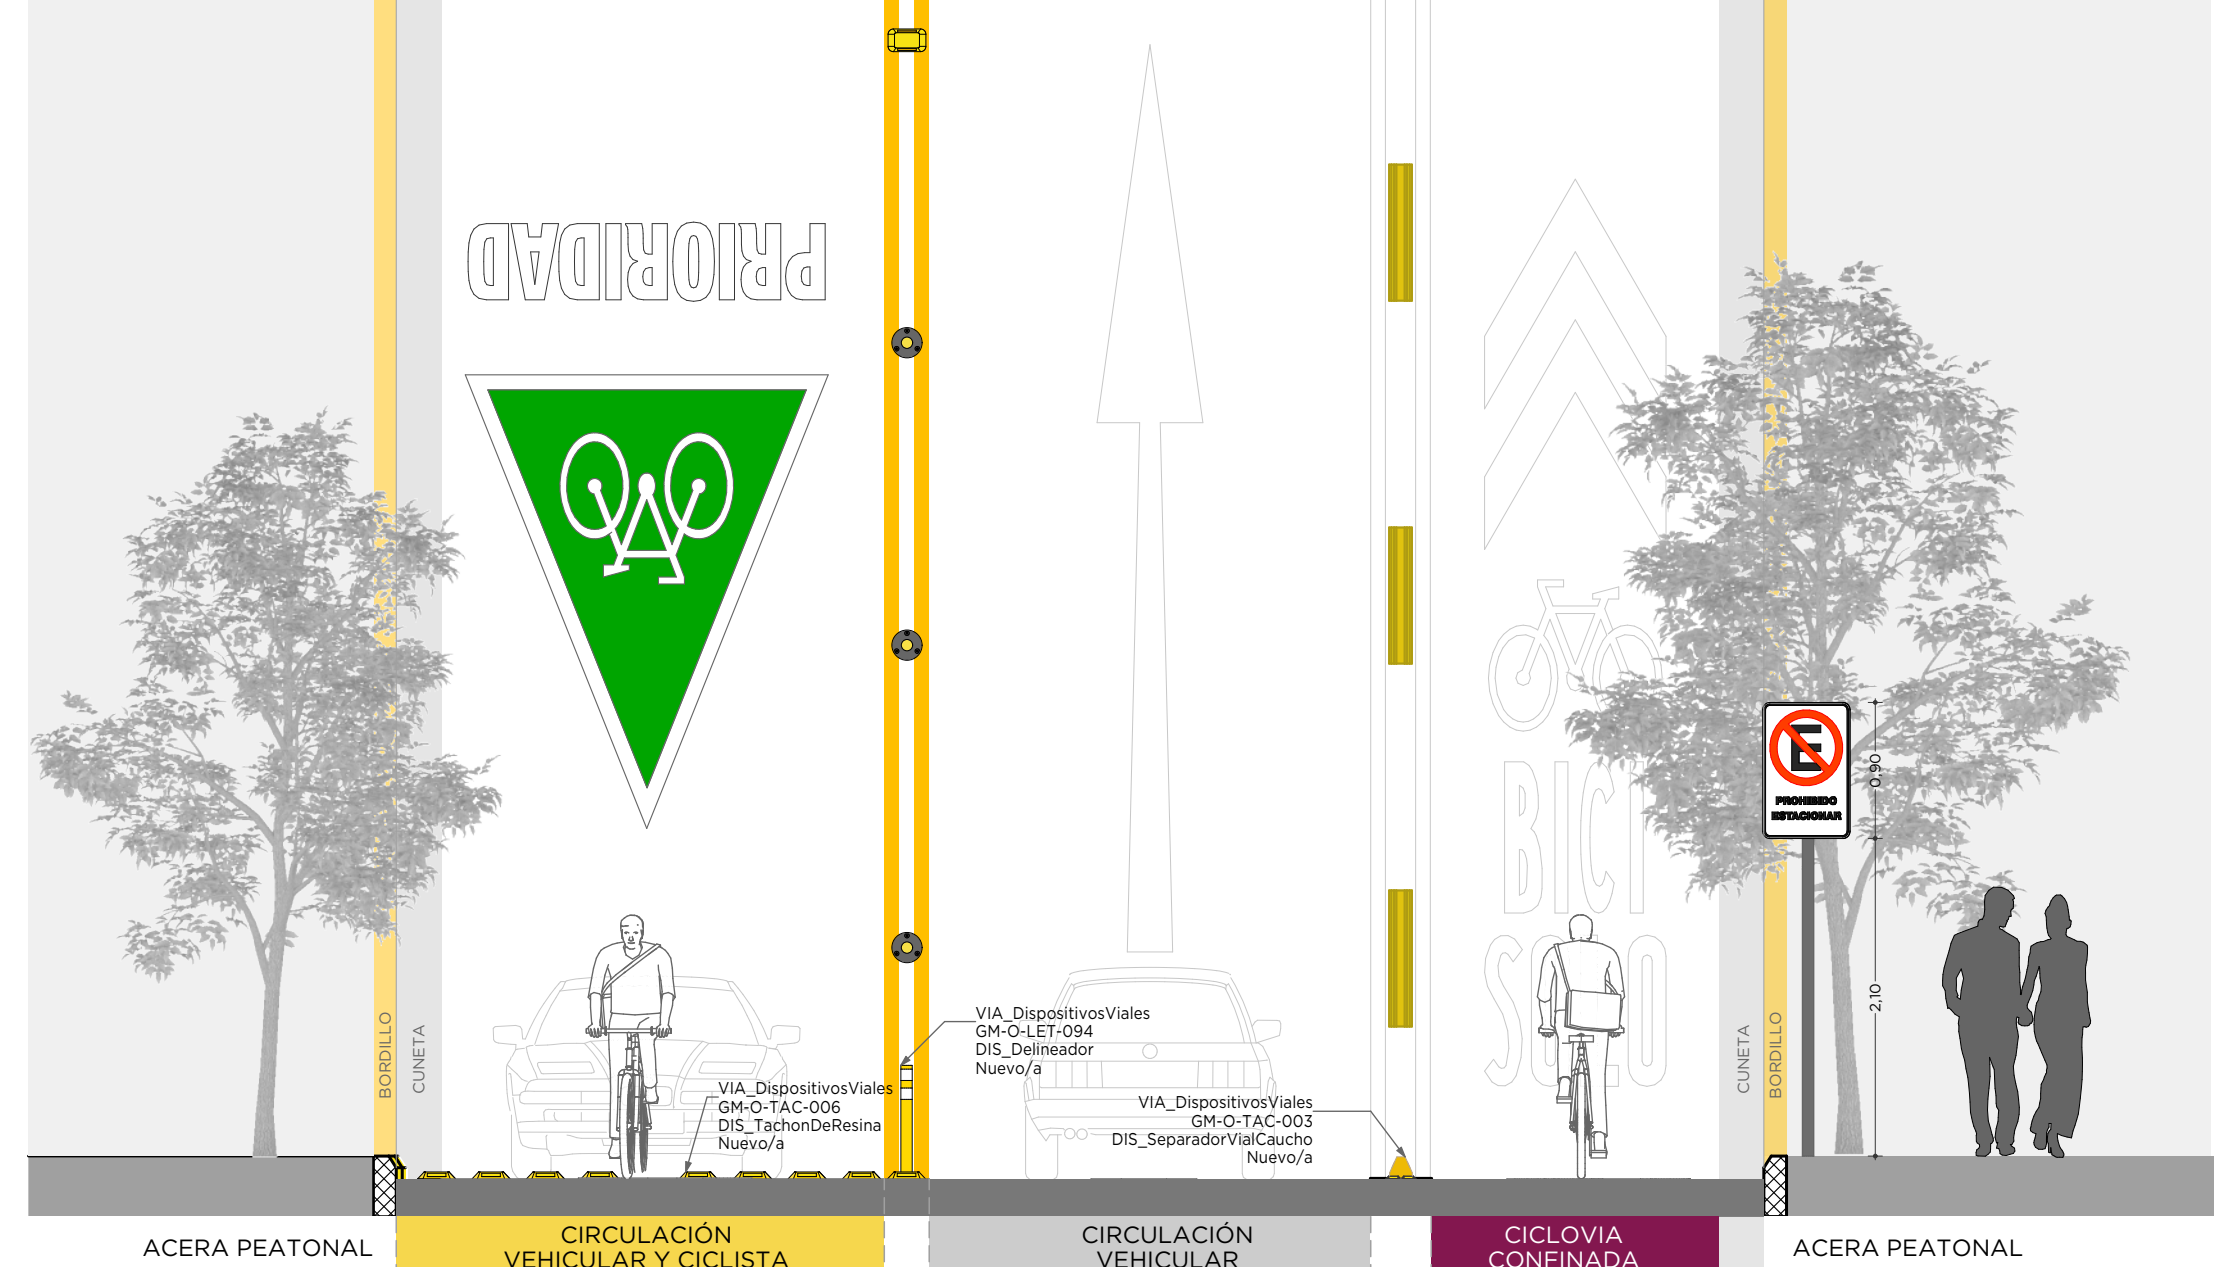 PRIORIDAD
BICI
SOLO
PROHIBIDO
ESTACIONAR
E
0,90
2,10
BORDILLO
CUNETA
VIA_DispositivosViales
GM-O-TAC-006
DIS_TachonDeResina
Nuevo/a
VIA_DispositivosViales
GM-O-LET-094
DIS_Delineador
Nuevo/a
VIA_DispositivosViales
GM-O-TAC-003
DIS_SeparadorVialCaucho
Nuevo/a
CUNETA
BORDILLO
ACERA PEATONAL
CIRCULACIÓN
VEHICULAR Y CICLISTA
CIRCULACIÓN
VEHICULAR
CICLOVIA
CONFINADA
ACERA PEATONAL